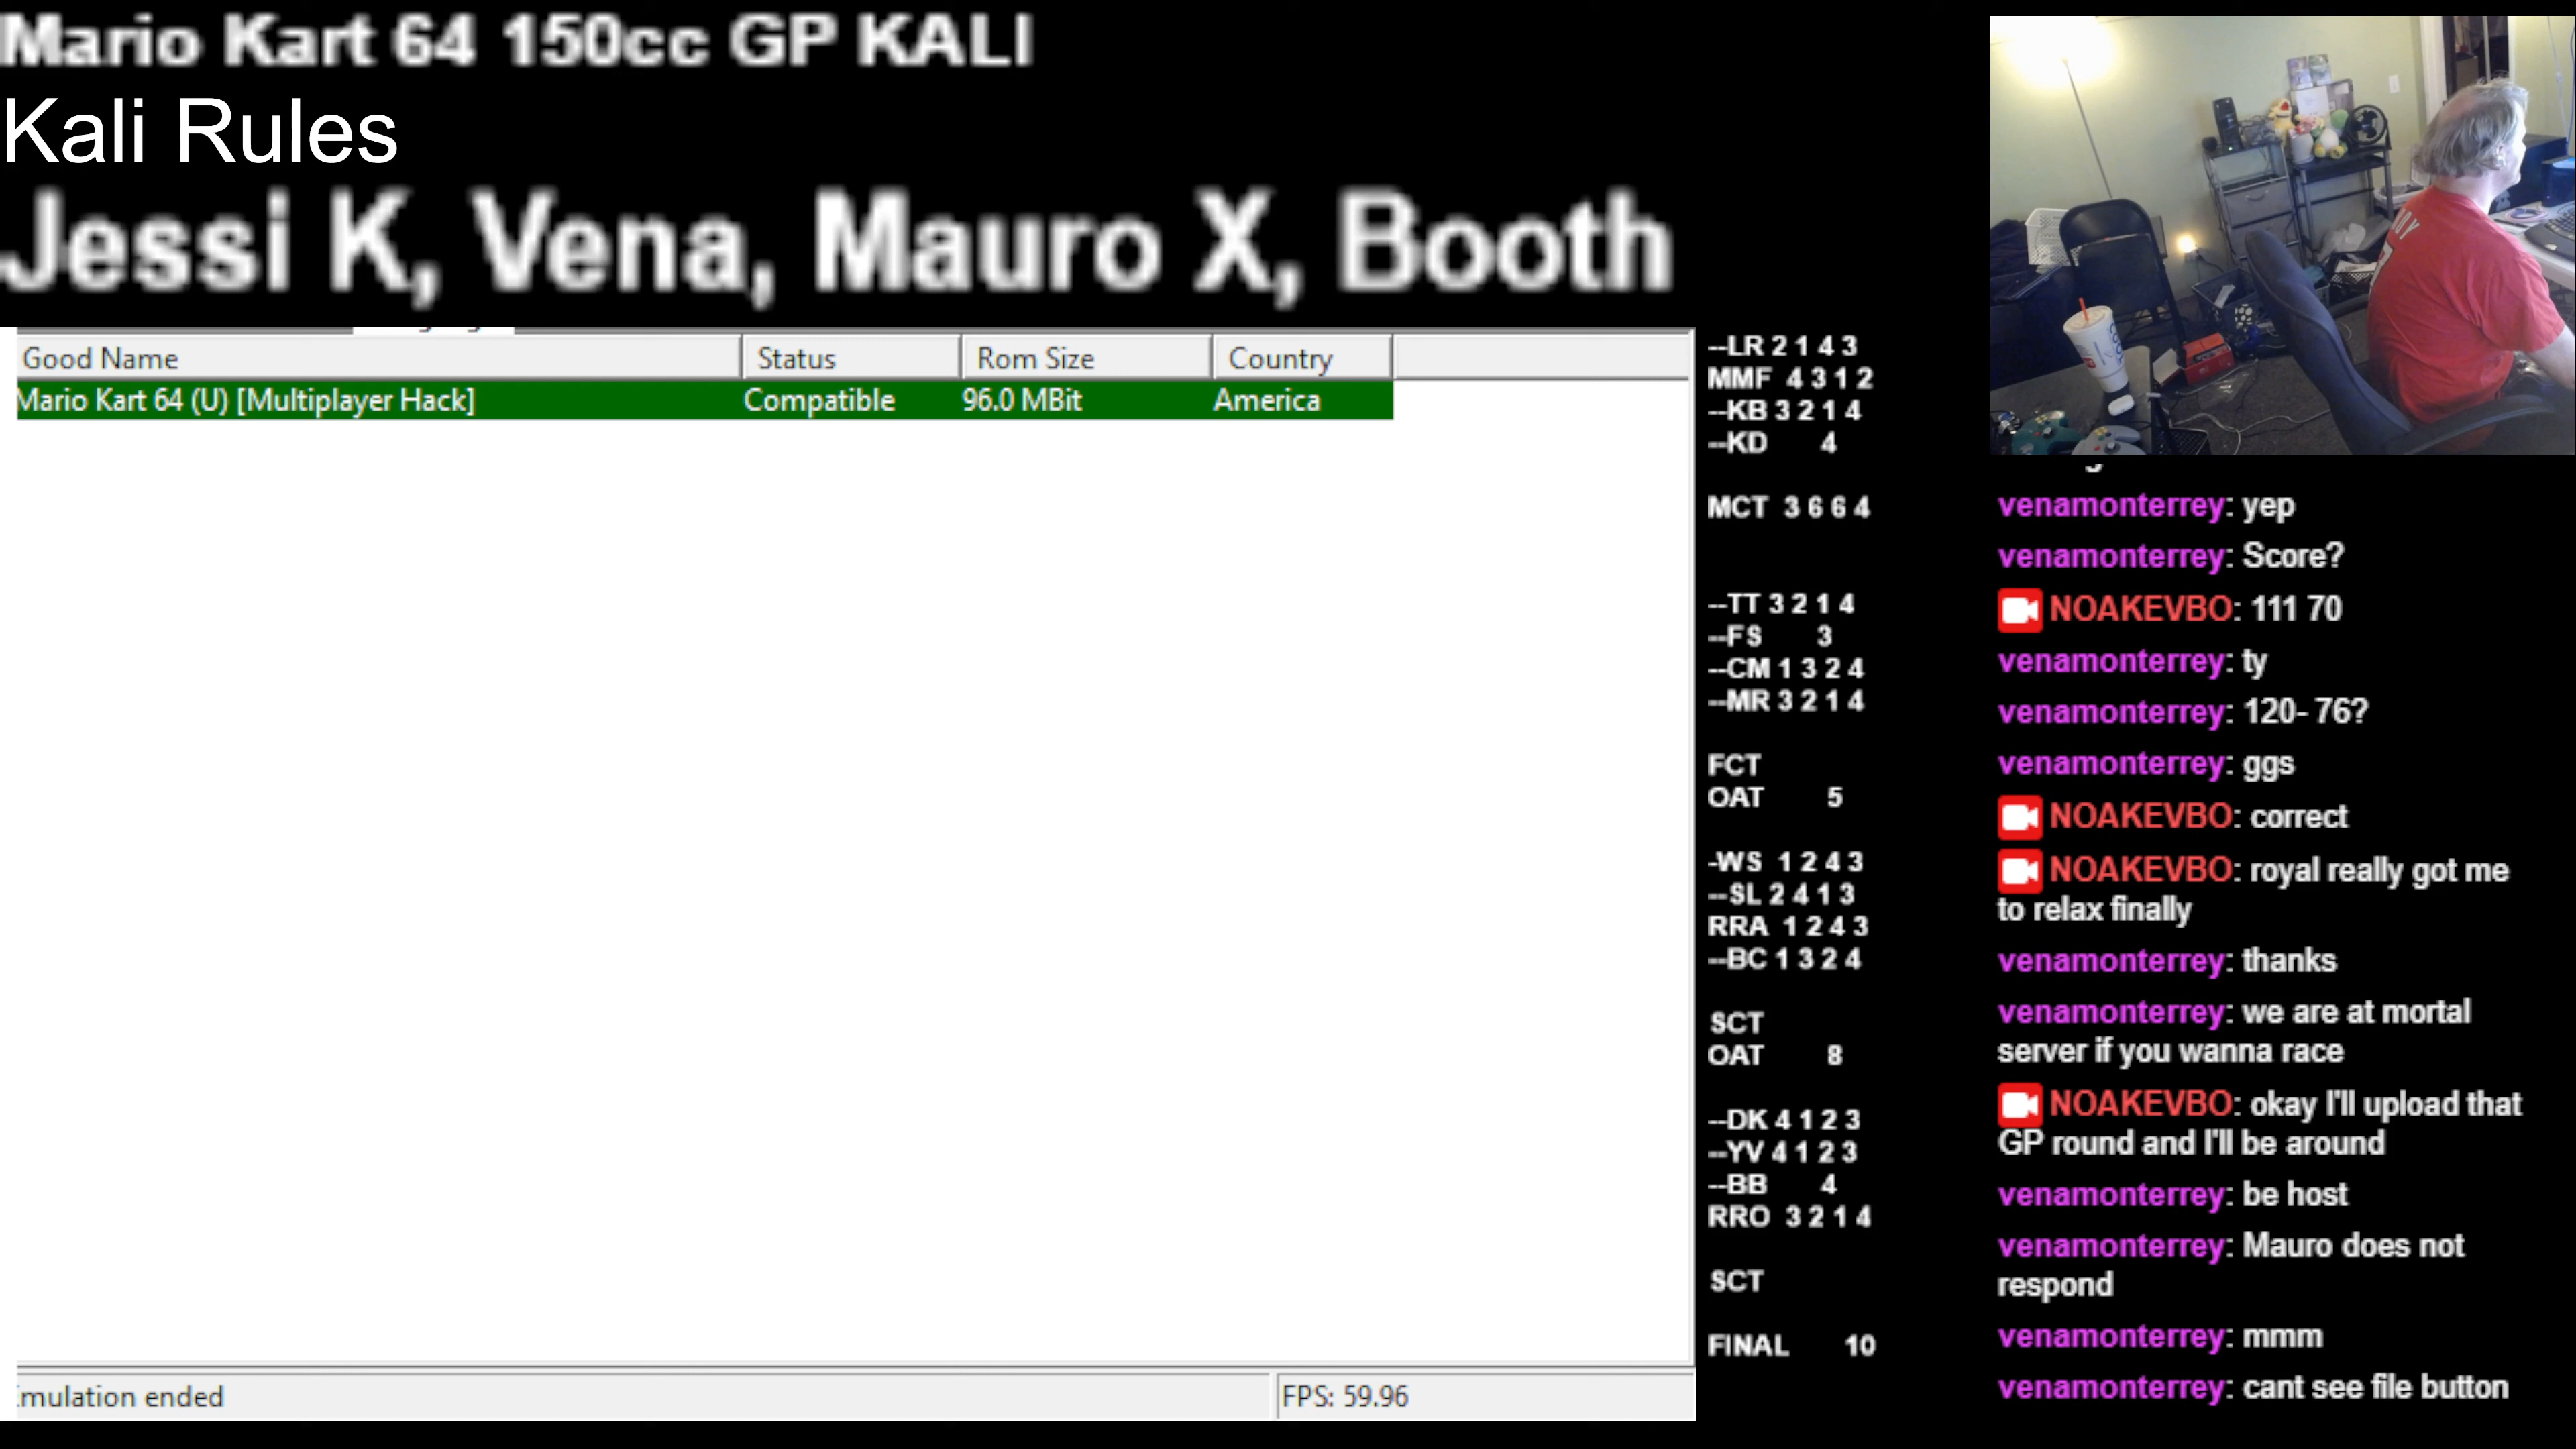 Mario Kart 64 150cc GP KALI
Kali Rules
Jessi K, Vena, Mauro X, Booth
Good Name Status Rom Size Country
Mario Kart 64 (U) [Multiplayer Hack] Compatible 96.0 MBit America
mulation ended FPS: 59.96
--LR 2 1 4 3
MMF 4 3 1 2
--KB 3 2 1 4
--KD 4
MCT 3 6 6 4
--TT 3 2 1 4
--FS 3
--CM 1 3 2 4
--MR 3 2 1 4
FCT
OAT 5
-WS 1 2 4 3
--SL 2 4 1 3
RRA 1 2 4 3
--BC 1 3 2 4
SCT
OAT 8
--DK 4 1 2 3
--YV 4 1 2 3
--BB 4
RRO 3 2 1 4
SCT
FINAL 10
venamonterrey: yep
venamonterrey: Score?
NOAKEVBO: 111 70
venamonterrey: ty
venamonterrey: 120- 76?
venamonterrey: ggs
NOAKEVBO: correct
NOAKEVBO: royal really got me
to relax finally
venamonterrey: thanks
venamonterrey: we are at mortal
server if you wanna race
NOAKEVBO: okay I'll upload that
GP round and I'll be around
venamonterrey: be host
venamonterrey: Mauro does not
respond
venamonterrey: mmm
venamonterrey: cant see file button